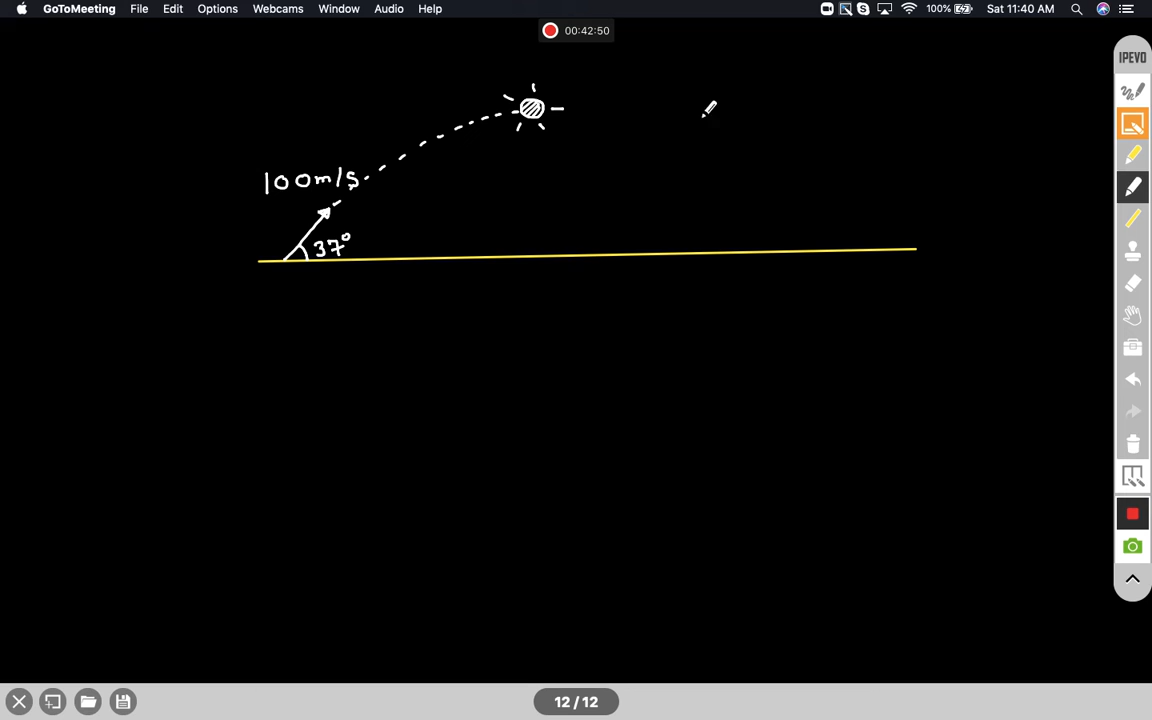 GoToMeeting File Edit Options Webcams Window Audio Help 100% Sat 11:40 AM
00:42:50
IPEVO
100m/s
37°
12 / 12